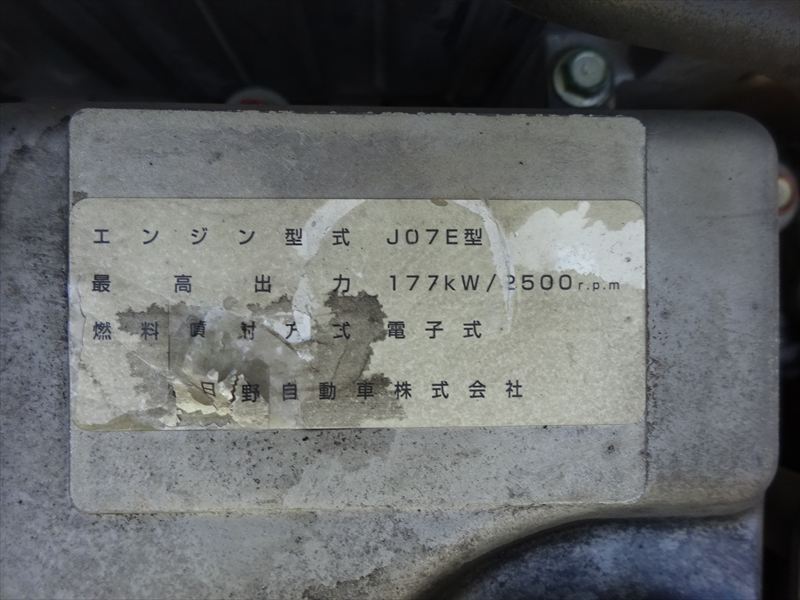 エンジン型式 J07E型
最高出力 177kW/2500r.p.m
燃料噴射方式 電子式
日野自動車株式会社